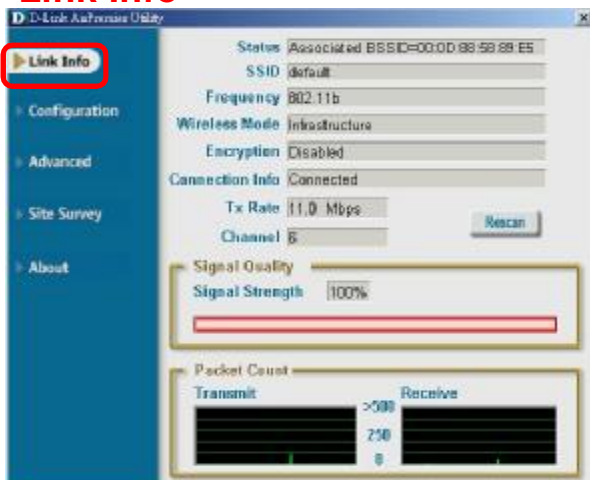 Link Info
D-Link AirPremier Utility
Link Info
Configuration
Advanced
Site Survey
About
Status Associated BSSID=00:0D:88:58:89:E5
SSID default
Frequency 802.11b
Wireless Mode Infrastructure
Encryption Disabled
Connection Info Connected
Tx Rate 11.0 Mbps
Rescan
Channel 6
Signal Quality
Signal Strength 100%
Packet Count
Transmit
Receive
>500
250
0